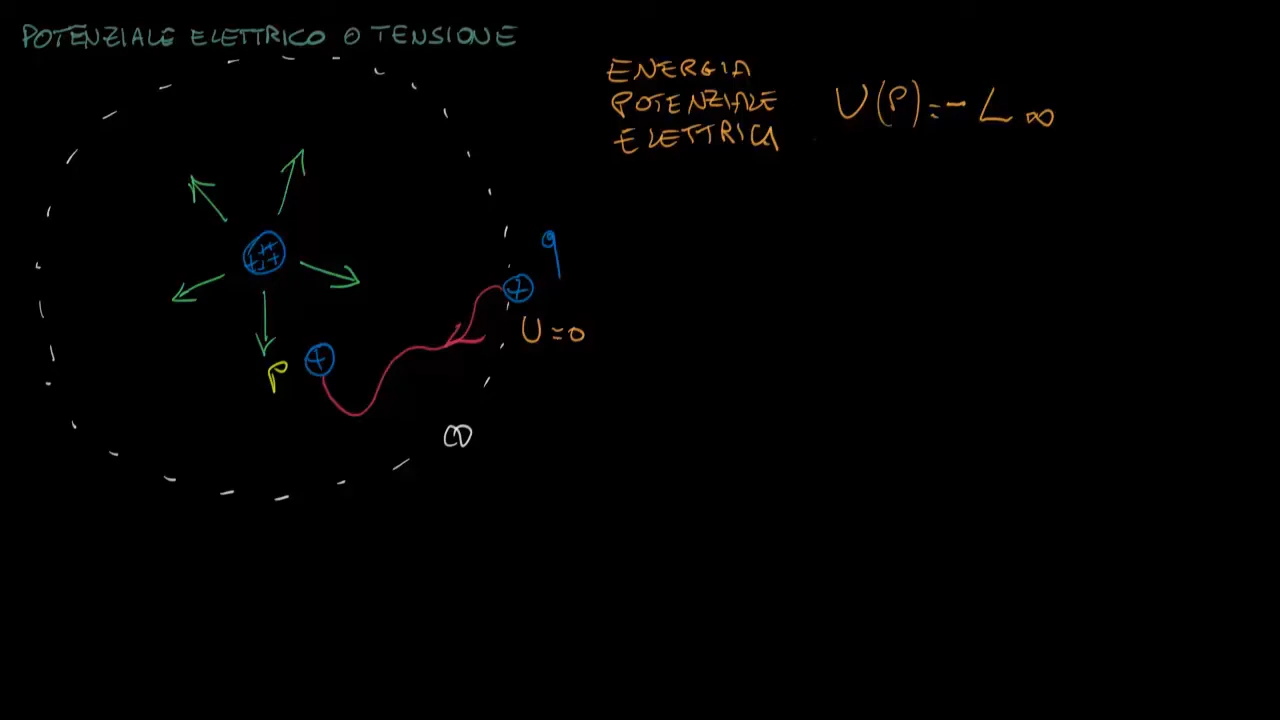 POTENZIALE ELETTRICO O TENSIONE
ENERGIA
POTENZIALE
ELETTRICA
U(P)=-L∞
q
+
U=0
+++
+++
P
+
∞